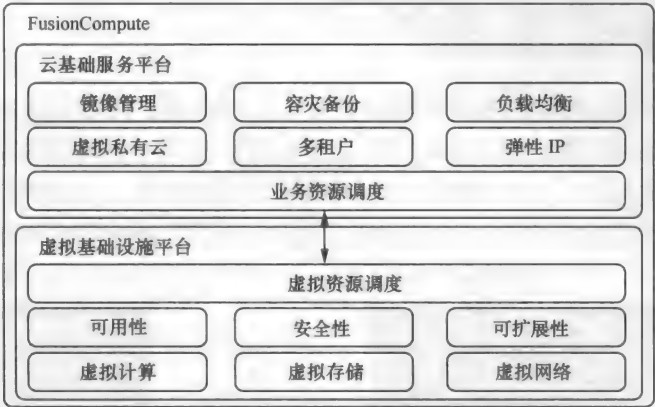 FusionCompute
云基础服务平台
镜像管理 容灾备份 负载均衡
虚拟私有云 多租户 弹性 IP
业务资源调度
虚拟基础设施平台
虚拟资源调度
可用性 安全性 可扩展性
虚拟计算 虚拟存储 虚拟网络